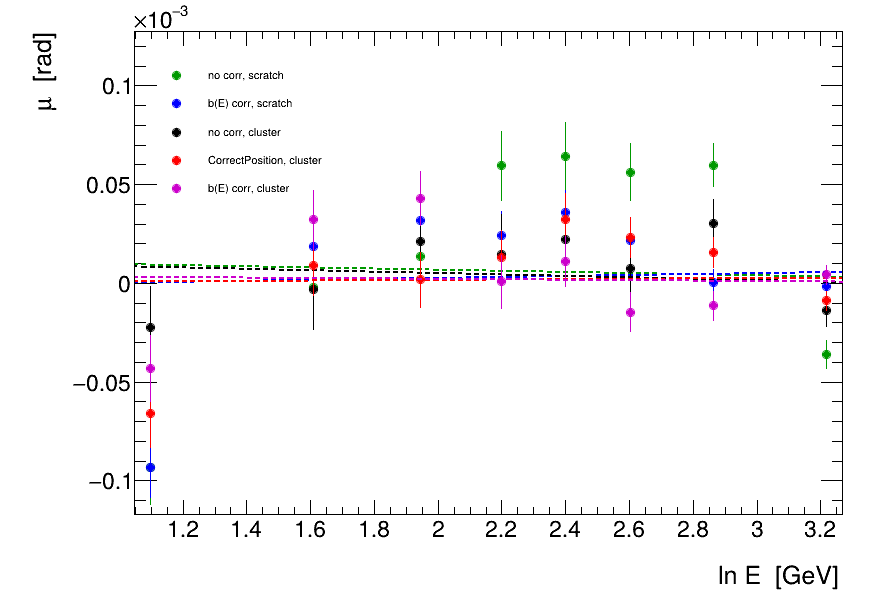 ×10⁻³
μ [rad]
no corr, scratch
b(E) corr, scratch
no corr, cluster
CorrectPosition, cluster
b(E) corr, cluster
0.1
0.05
0
−0.05
−0.1
1.2 1.4 1.6 1.8 2 2.2 2.4 2.6 2.8 3 3.2
ln E [GeV]